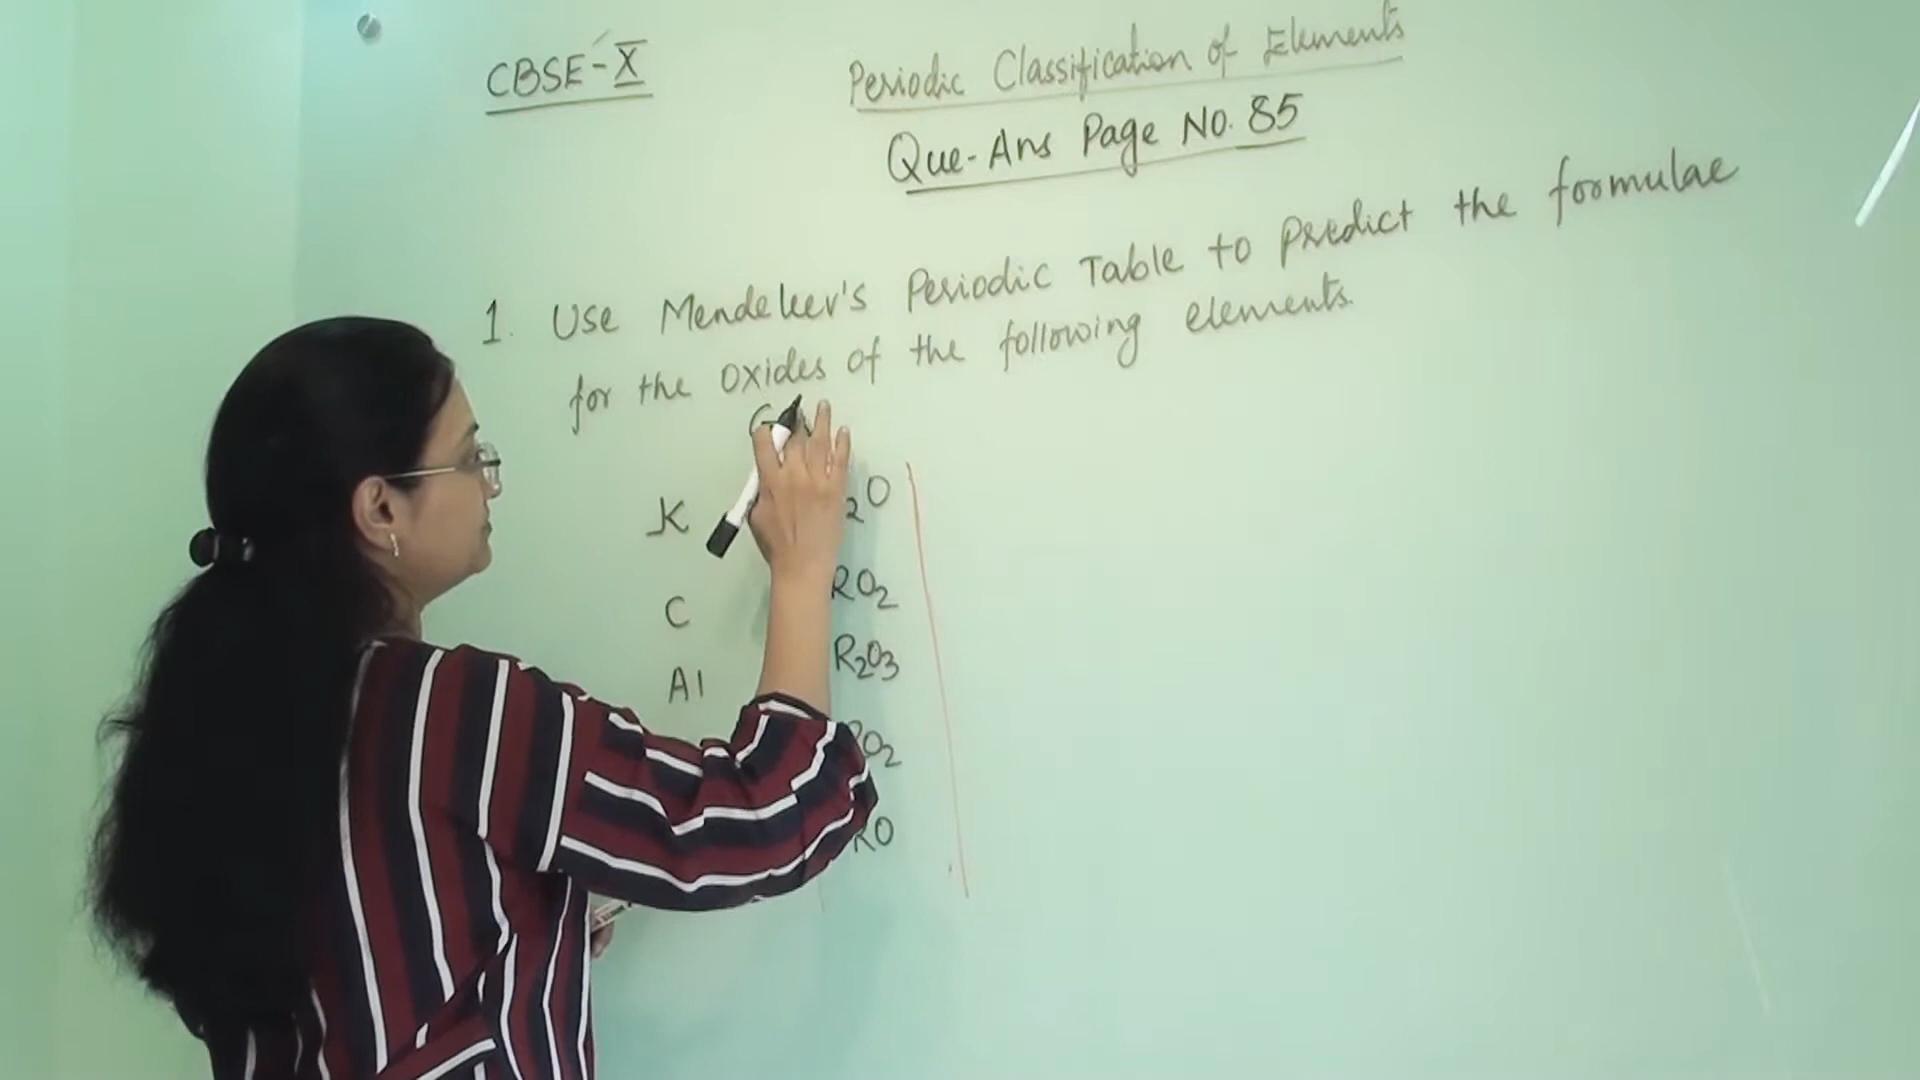 CBSE-X
Periodic Classification of Elements
Que-Ans Page No. 85
1. Use Mendeleev's Periodic Table to predict the formulae
for the oxides of the following elements.
K 2O
C RO2
Al R2O3
RO2
RO